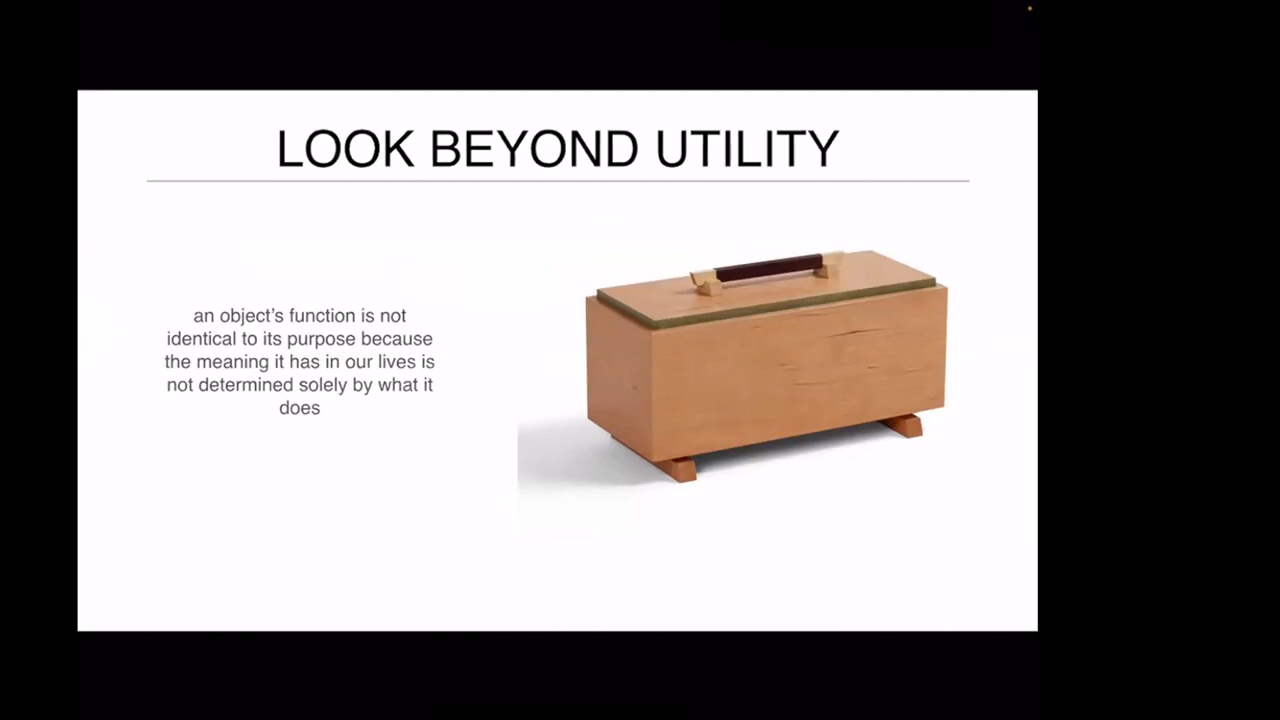 LOOK BEYOND UTILITY
an object’s function is not
identical to its purpose because
the meaning it has in our lives is
not determined solely by what it
does